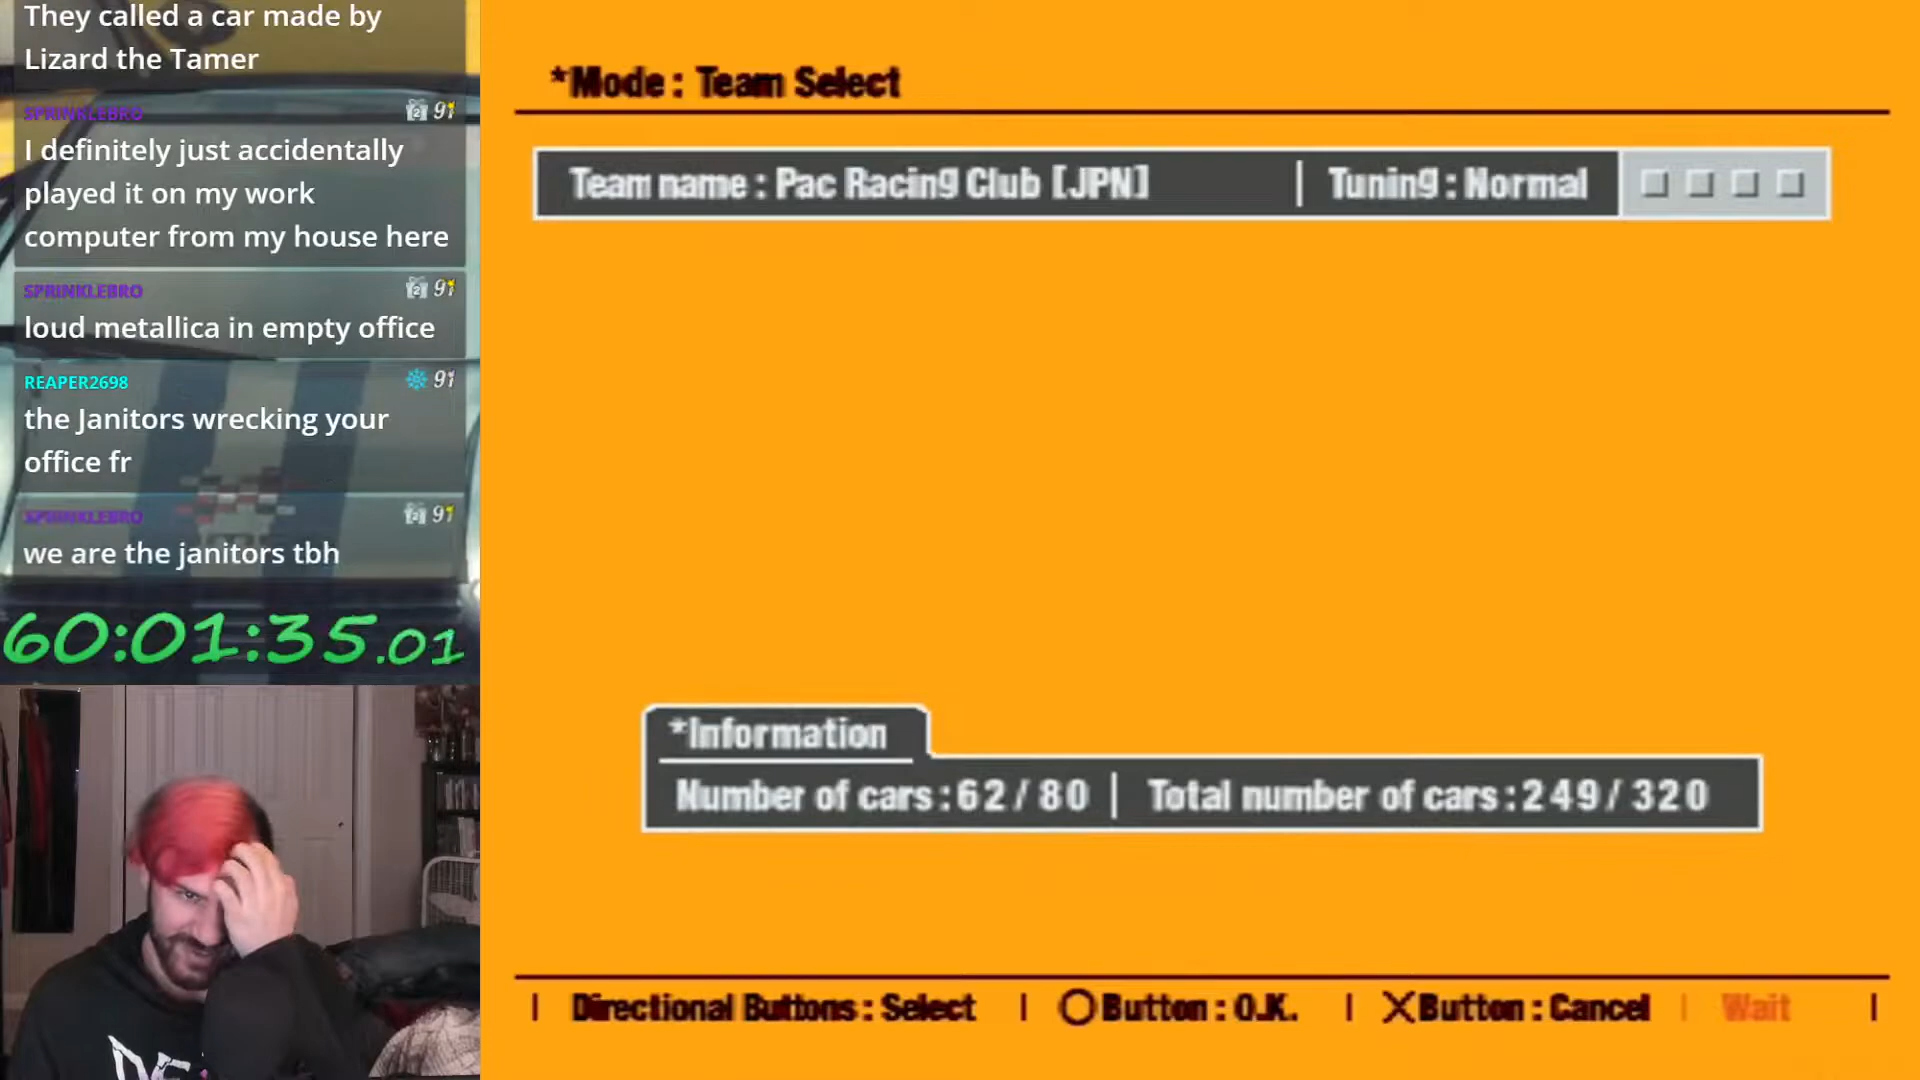 They called a car made by
Lizard the Tamer
SPRINKLEBRO 91
I definitely just accidentally
played it on my work
computer from my house here
SPRINKLEBRO 91
loud metallica in empty office
REAPER2698 91
the Janitors wrecking your
office fr
SPRINKLEBRO 91
we are the janitors tbh
60:01:35.01
*Mode : Team Select
Team name : Pac Racing Club [JPN] | Tuning : Normal
*Information
Number of cars : 62 / 80 | Total number of cars : 249 / 320
| Directional Buttons : Select | ◯Button : O.K. | ✕Button : Cancel | Wait |